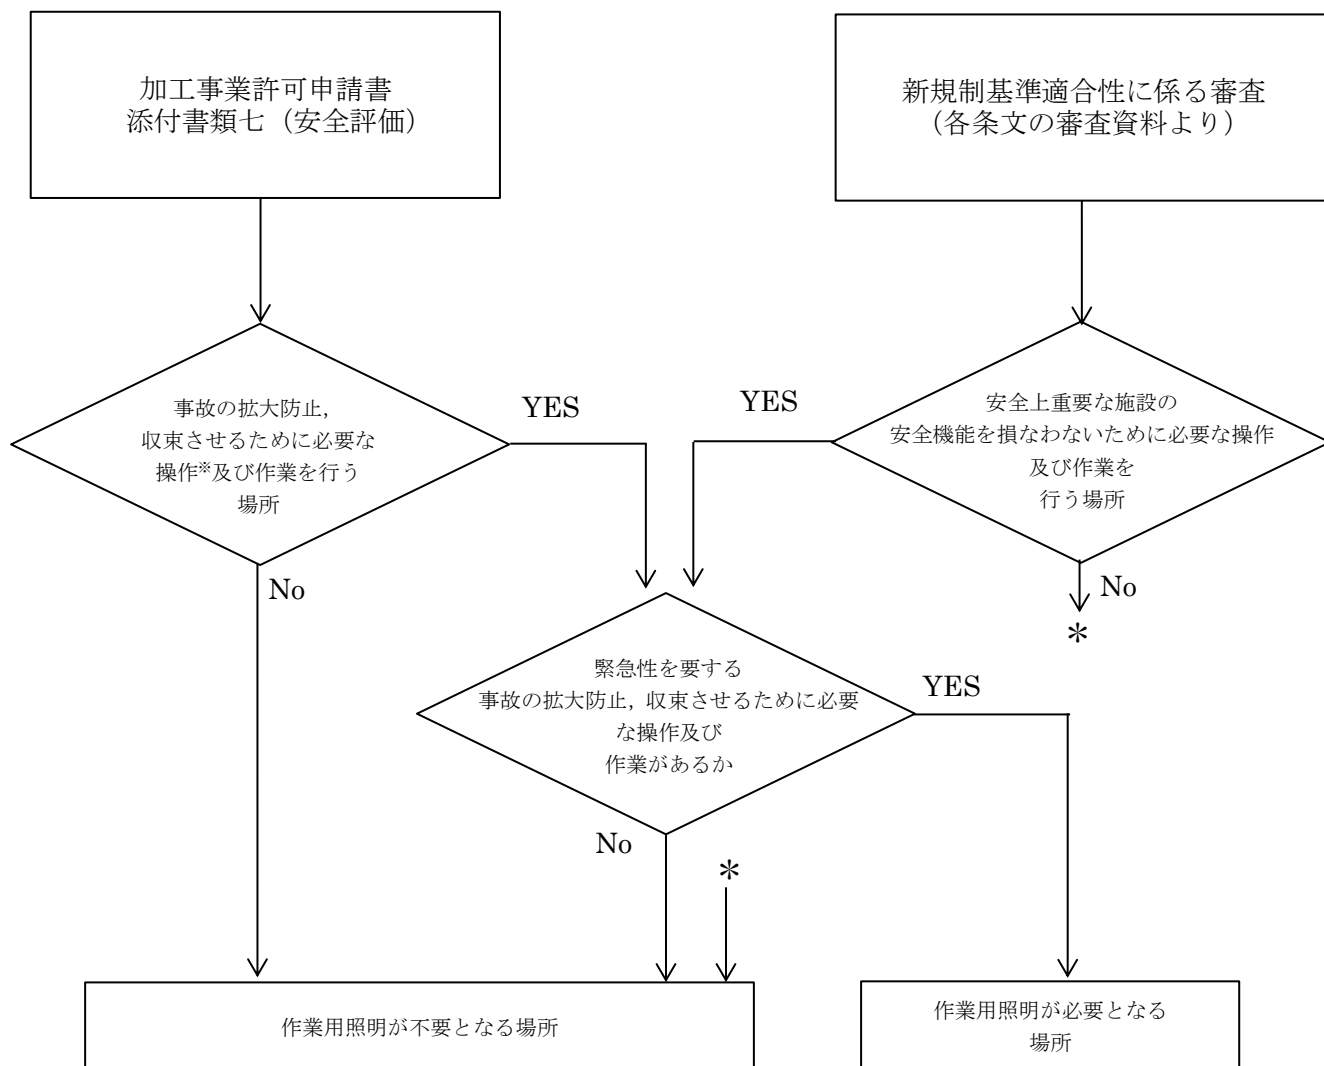 加工事業許可申請書
添付書類七（安全評価）
新規制基準適合性に係る審査
（各条文の審査資料より）
事故の拡大防止,
収束させるために必要な
操作※及び作業を行う
場所
YES
YES
安全上重要な施設の
安全機能を損なわないために必要な操作
及び作業を
行う場所
No
No
＊
緊急性を要する
事故の拡大防止, 収束させるために必要
な操作及び
作業があるか
YES
No
＊
作業用照明が不要となる場所
作業用照明が必要となる
場所